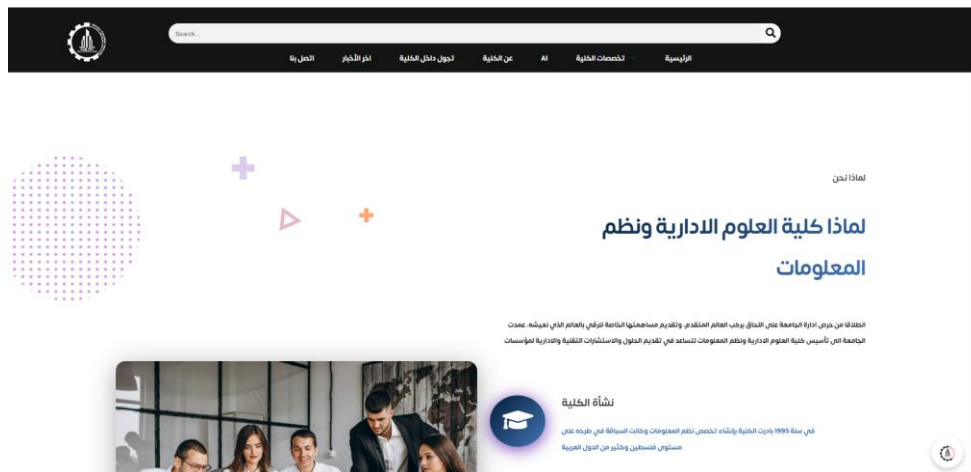 Search...
الرئيسية
تخصصات الكلية
AI
عن الكلية
تجول داخل الكلية
اخر الأخبار
اتصل بنا
لماذا نحن
لماذا كلية العلوم الادارية ونظم
المعلومات
انطلاقا من حرص ادارة الجامعة على اللحاق بركب العالم المتقدم، وتقديم مساهمتها الخاصة للرقي بالعالم الذي نعيشه، عمدت
الجامعة الى تأسيس كلية العلوم الادارية ونظم المعلومات لتساعد في تقديم الحلول والاستشارات التقنية والادارية لمؤسسات
نشأة الكلية
في سنة 1995 بادرت الكلية بإنشاء تخصص نظم المعلومات وكانت السباقة في طرحه على
مستوى فلسطين وكثير من الدول العربية